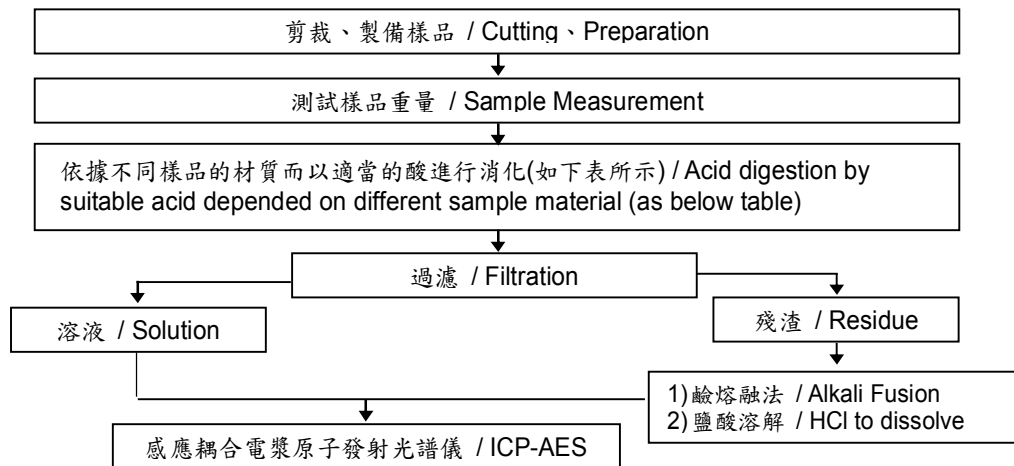 剪裁、製備樣品 / Cutting、Preparation
測試樣品重量 / Sample Measurement
依據不同樣品的材質而以適當的酸進行消化(如下表所示) / Acid digestion by
suitable acid depended on different sample material (as below table)
過濾 / Filtration
溶液 / Solution
殘渣 / Residue
1)鹼熔融法 / Alkali Fusion
2)鹽酸溶解 / HCl to dissolve
感應耦合電漿原子發射光譜儀 / ICP-AES